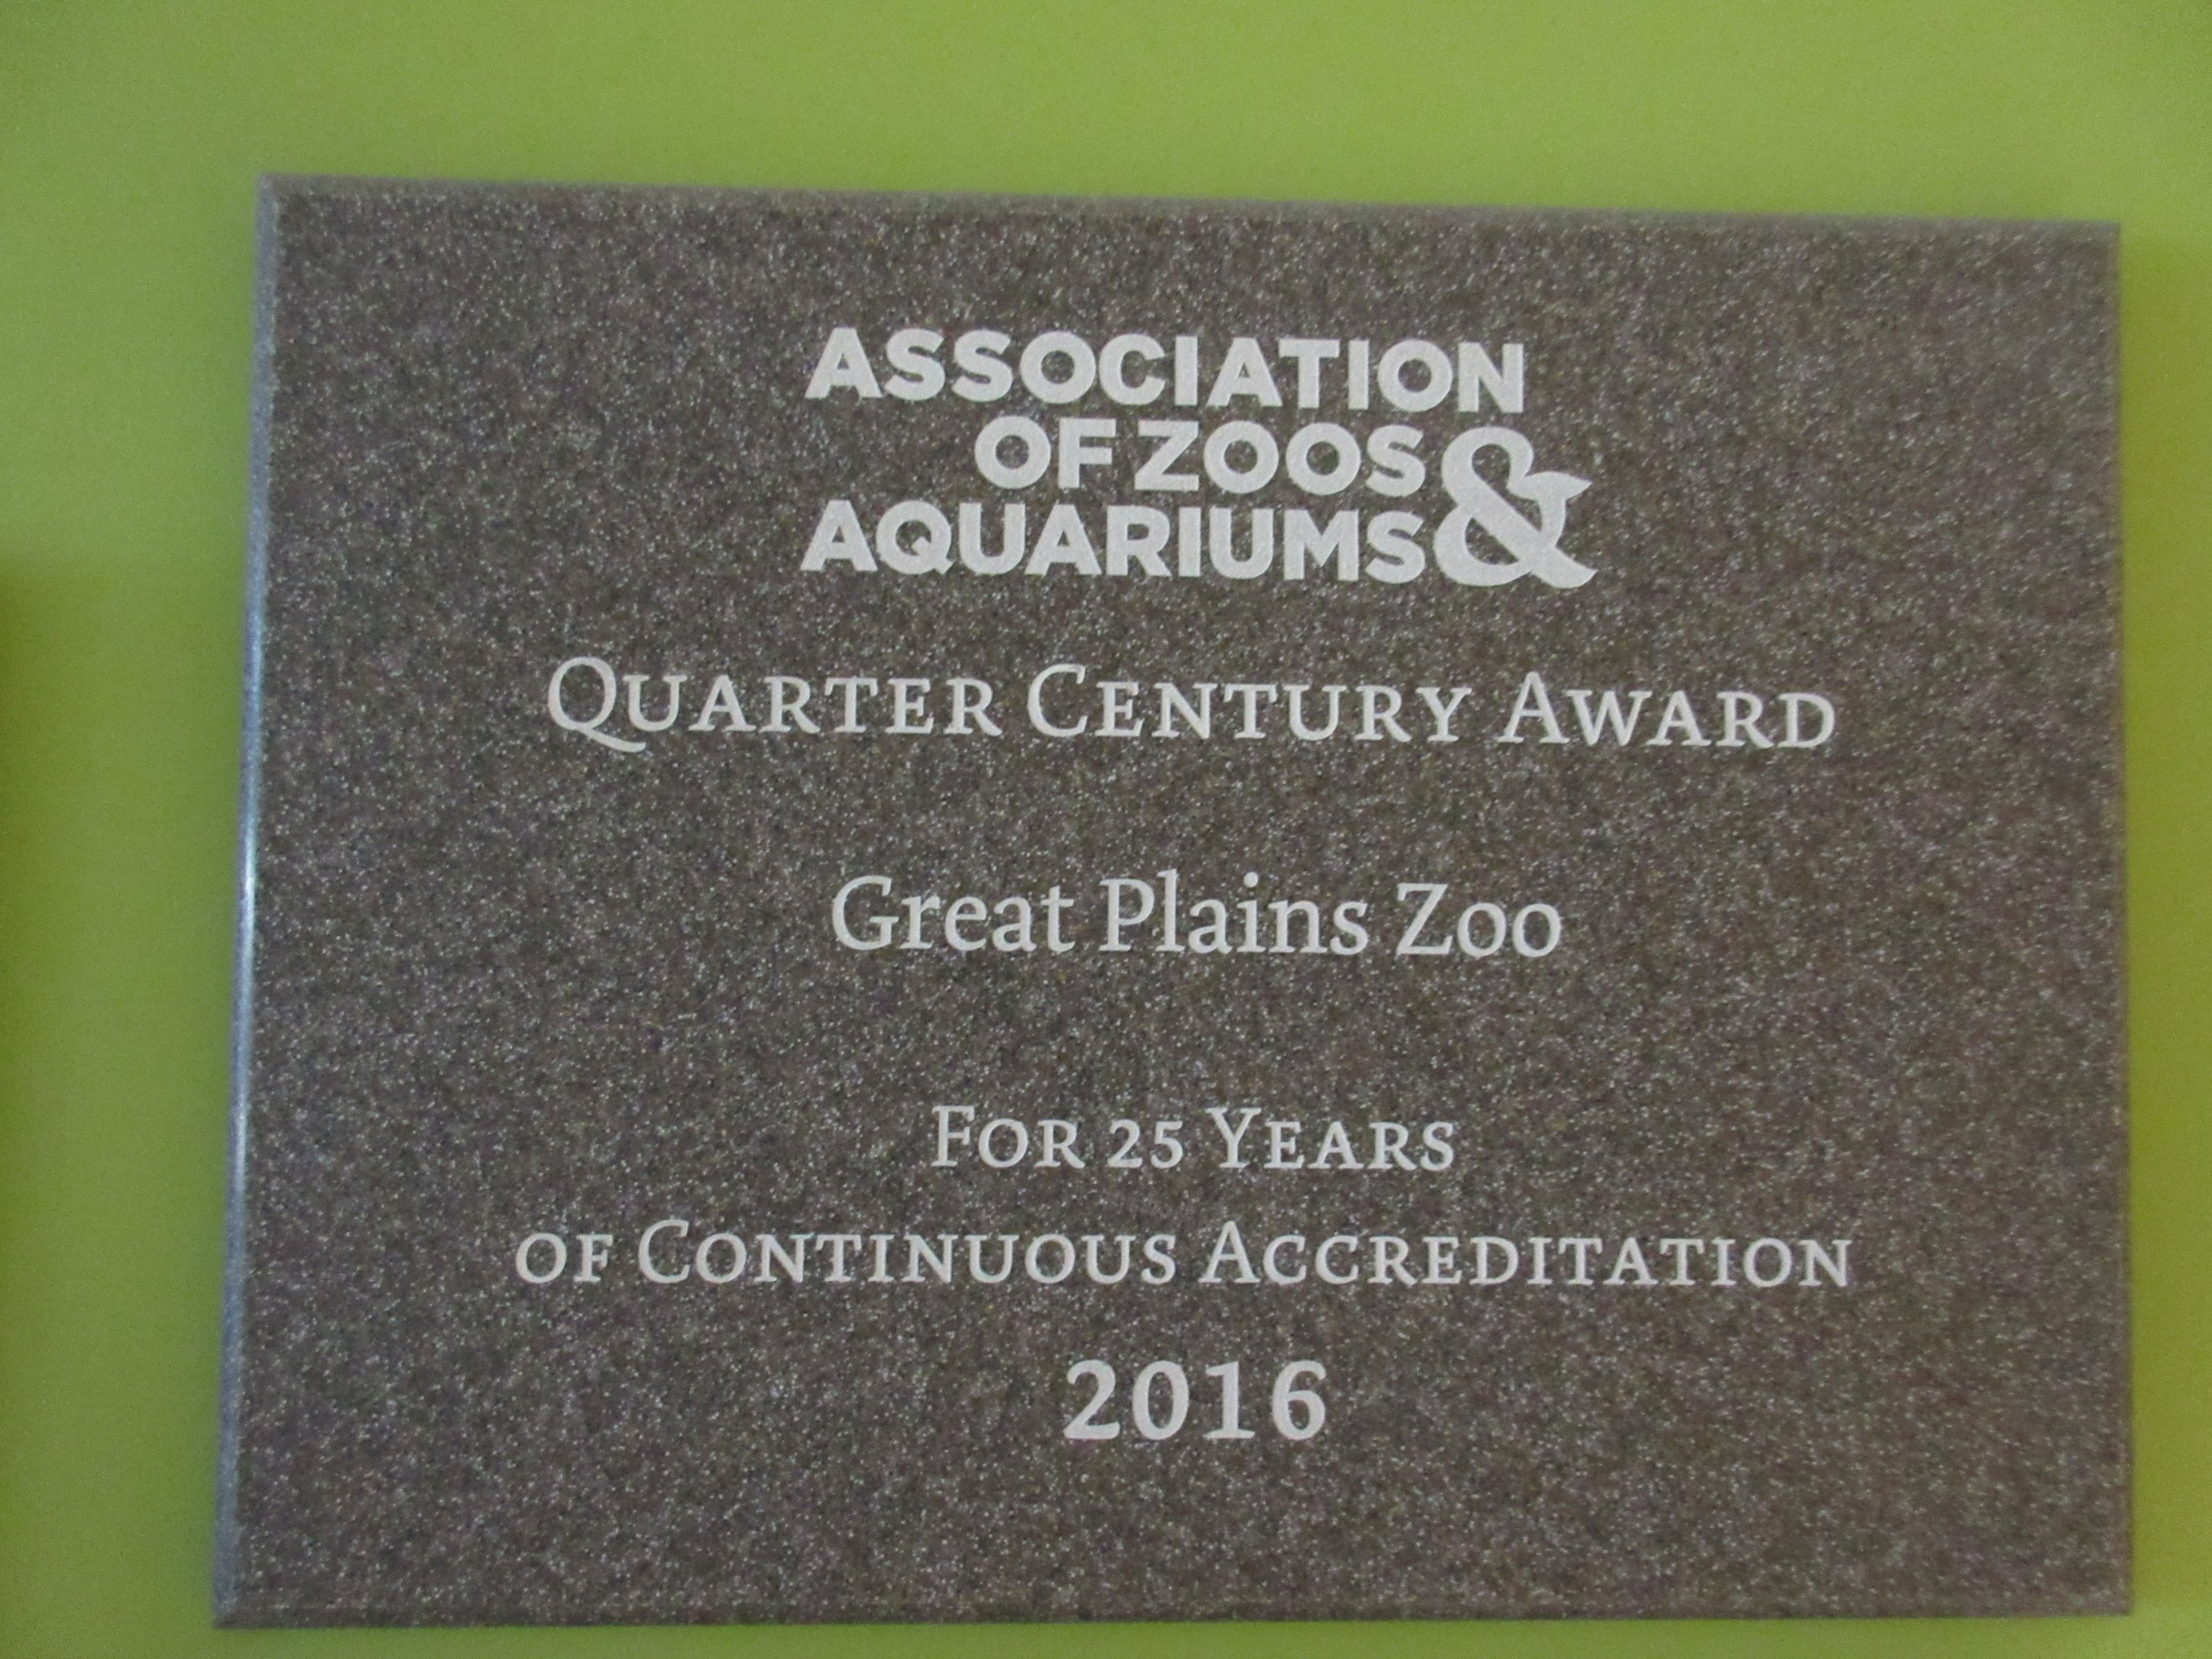 ASSOCIATION
OF ZOOS &
AQUARIUMS
QUARTER CENTURY AWARD
Great Plains Zoo
FOR 25 YEARS
OF CONTINUOUS ACCREDITATION
2016